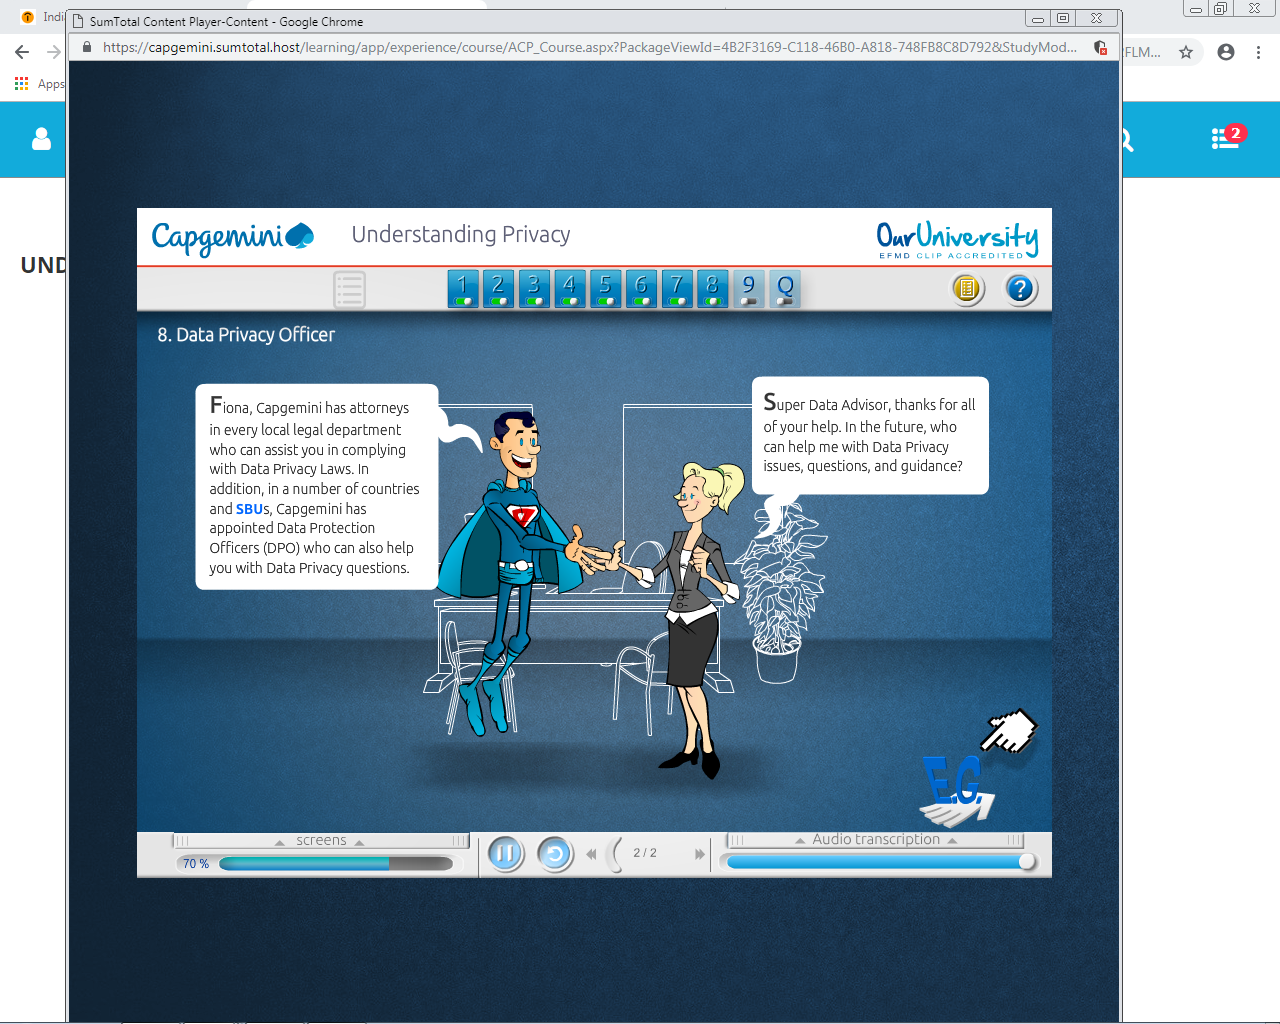 India
SumTotal Content Player-Content - Google Chrome
https://capgemini.sumtotal.host/learning/app/experience/course/ACP_Course.aspx?PackageViewId=4B2F3169-C118-46B0-A818-748FB8C8D792&StudyMod...
2FLM...
Apps
2
UND
Capgemini
Understanding Privacy
OurUniversity
EFMD CLIP ACCREDITED
1 2 3 4 5 6 7 8 9 Q
?
8. Data Privacy Officer
Fiona, Capgemini has attorneys
in every local legal department
who can assist you in complying
with Data Privacy Laws. In
addition, in a number of countries
and SBUs, Capgemini has
appointed Data Protection
Officers (DPO) who can also help
you with Data Privacy questions.
Super Data Advisor, thanks for all
of your help. In the future, who
can help me with Data Privacy
issues, questions, and guidance?
E.G.
screens
70 %
2 / 2
Audio transcription